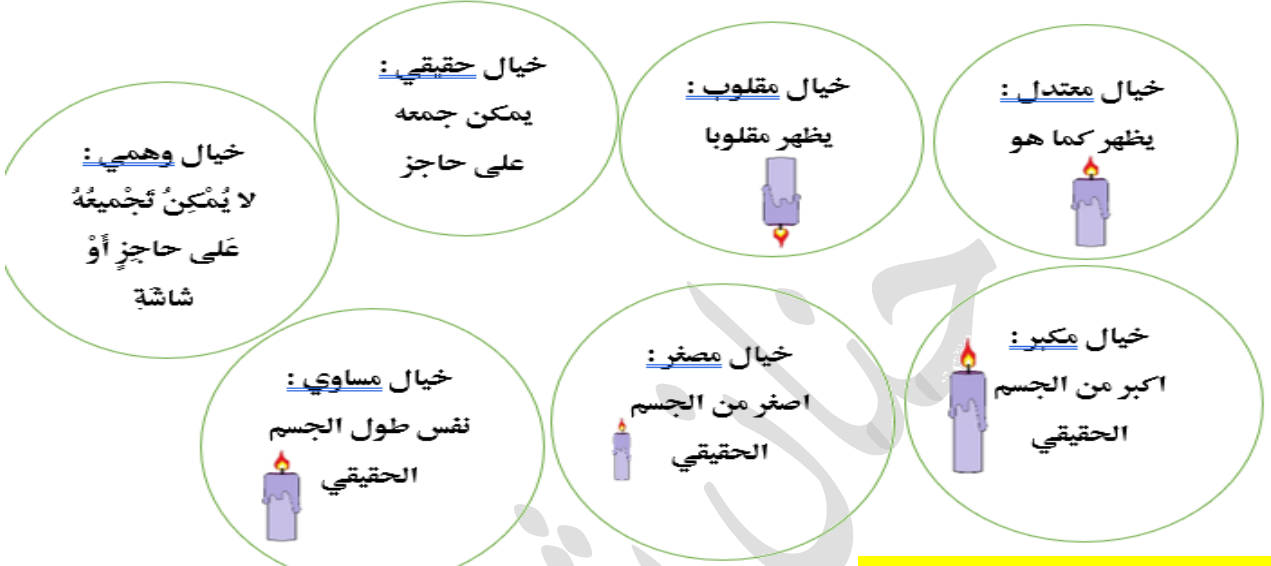 خيال معتدل :
يظهر كما هو
خيال مقلوب :
يظهر مقلوبا
خيال حقيقي :
يمكن جمعه
على حاجز
خيال وهمي :
لا يُمْكِنُ تَجْميعُهُ
عَلى حاجِزٍ أَوْ
شاشَةِ
خيال مكبر :
اكبر من الجسم
الحقيقي
خيال مصغر :
اصغر من الجسم
الحقيقي
خيال مساوي :
نفس طول الجسم
الحقيقي